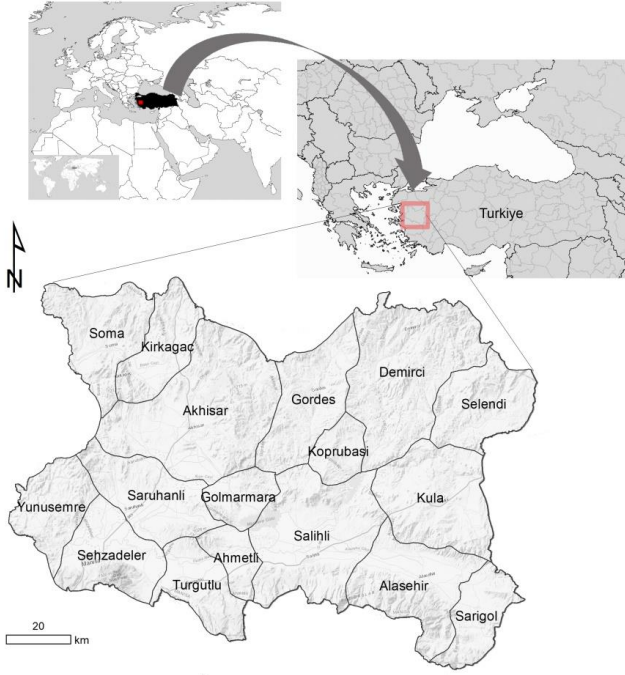 Turkiye
N
Soma
Kirkagac
Demirci
Akhisar
Gordes
Selendi
Koprubasi
Saruhanli
Golmarmara
Kula
Yunusemre
Salihli
Sehzadeler
Ahmetli
Turgutlu
Alasehir
Sarigol
20
km